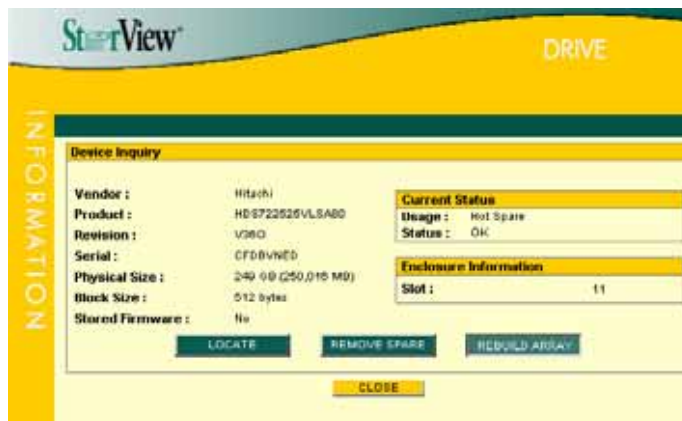 StorView
DRIVE
INFORMATION
Device Inquiry
Vendor : Hitachi
Product : HDS722525VLSA80
Revision : V36O
Serial : CFDBVNED
Physical Size : 249 GB (250,016 MB)
Block Size : 512 bytes
Stored Firmware : No
Current Status
Usage : Hot Spare
Status : OK
Enclosure Information
Slot : 11
LOCATE
REMOVE SPARE
REBUILD ARRAY
CLOSE